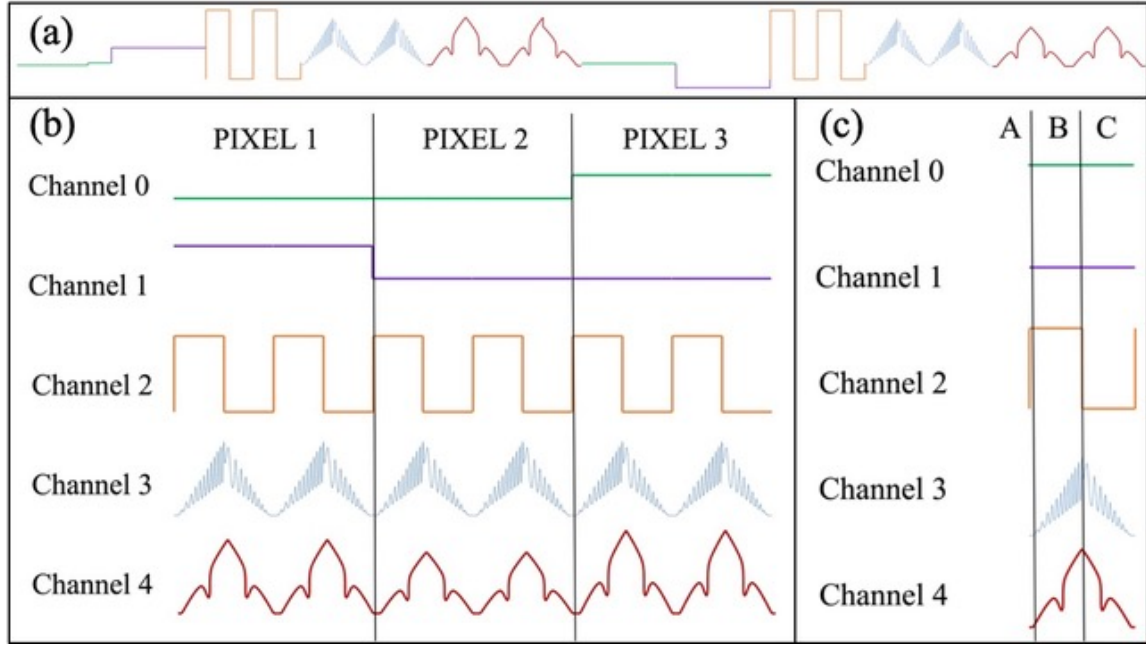 (a)
(b) (c)
PIXEL 1 PIXEL 2 PIXEL 3 A B C
Channel 0 Channel 0
Channel 1 Channel 1
Channel 2 Channel 2
Channel 3 Channel 3
Channel 4 Channel 4